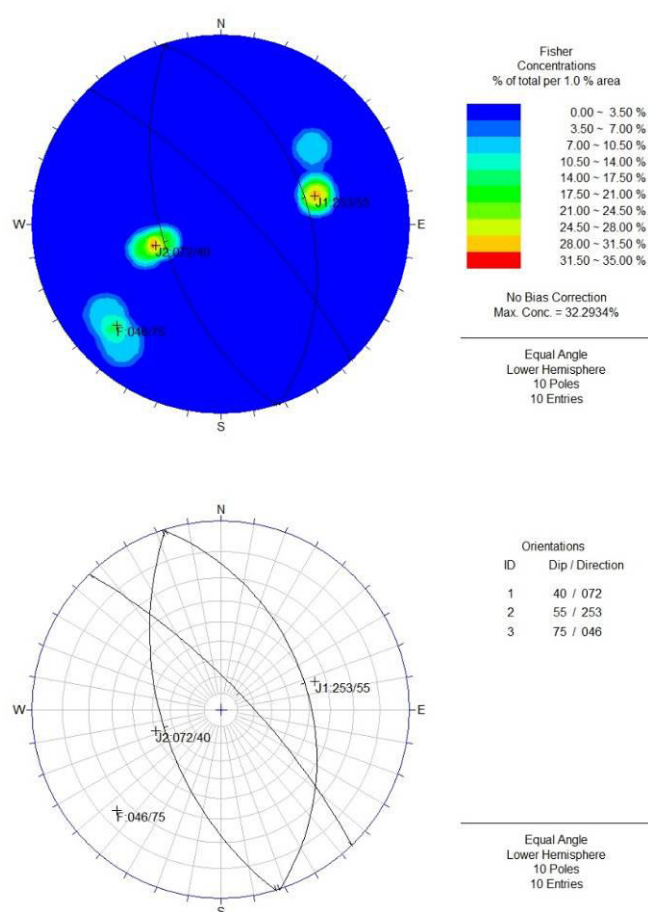 N
W
E
S
J1:253/55
J2:072/40
F:046/75
Fisher
Concentrations
% of total per 1.0 % area
0.00 ~ 3.50 %
3.50 ~ 7.00 %
7.00 ~ 10.50 %
10.50 ~ 14.00 %
14.00 ~ 17.50 %
17.50 ~ 21.00 %
21.00 ~ 24.50 %
24.50 ~ 28.00 %
28.00 ~ 31.50 %
31.50 ~ 35.00 %
No Bias Correction
Max. Conc. = 32.2934%
Equal Angle
Lower Hemisphere
10 Poles
10 Entries
N
W
E
S
J1:253/55
J2:072/40
F:046/75
Orientations
ID Dip / Direction
1 40 / 072
2 55 / 253
3 75 / 046
Equal Angle
Lower Hemisphere
10 Poles
10 Entries